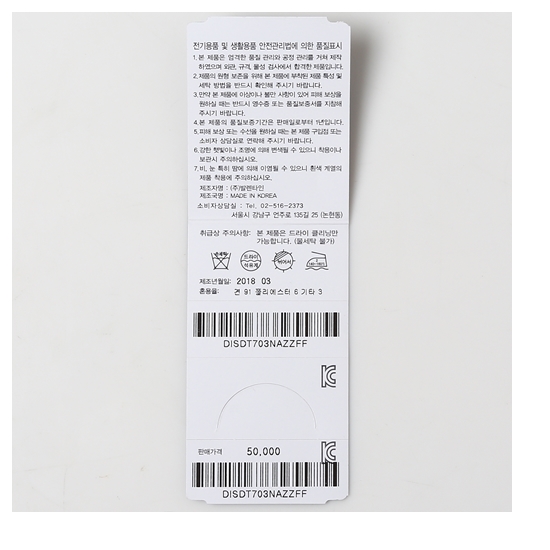 전기용품 및 생활용품 안전관리법에 의한 품질표시
1. 본 제품은 엄격한 품질 관리와 공정 관리를 거쳐 제작
하였으며 외관, 규격, 물성 검사에서 합격한 제품입니다.
2. 제품의 원형 보존을 위해 본 제품에 부착된 제품 특성 및
세탁 방법을 반드시 확인해 주시기 바랍니다.
3. 만약 본 제품에 이상이나 불만 사항이 있어 피해 보상을
원하실 때는 반드시 영수증 또는 품질보증서를 지참해
주시기 바랍니다.
4. 본 제품의 품질보증기간은 판매일로부터 1년입니다.
5. 피해 보상 또는 수선을 원하실 때는 본 제품 구입점 또는
소비자 상담실로 연락해 주시기 바랍니다.
6. 강한 햇빛이나 조명에 의해 변색될 수 있으니 착용이나
보관시 주의하십시오.
7. 비, 눈 특히 땀에 의해 이염될 수 있으니 흰색 계열의
제품 착용에 주의하십시오.
제조자명 : (주)발렌타인
제조국명 : MADE IN KOREA
소비자상담실 : Tel. 02-516-2373
서울시 강남구 언주로 135길 25 (논현동)
취급상 주의사항: 본 제품은 드라이 클리닝만
가능합니다. (물세탁 불가)
드라이
석유계
제조년월일: 2018 03
혼용율: 면 91 폴리에스터 6 기타 3
DISDT703NAZZFF
판매가격 50,000
DISDT703NAZZFF